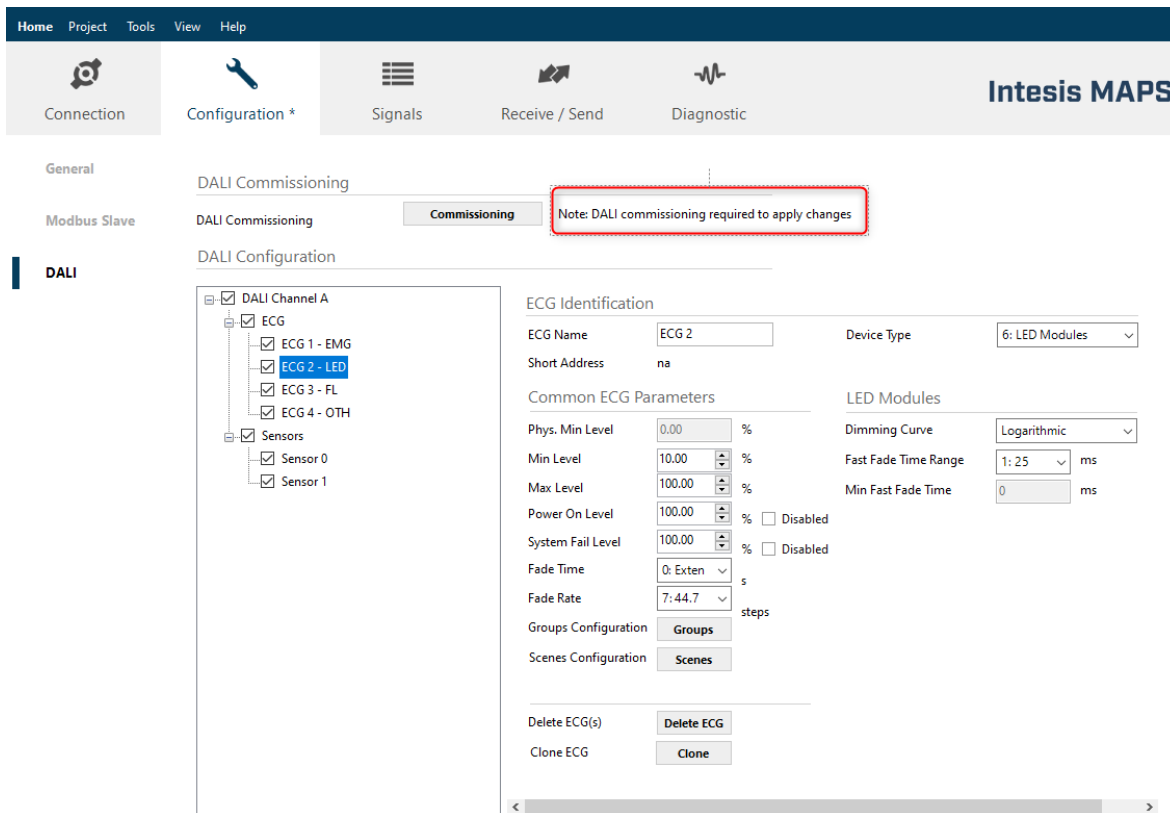 Home Project Tools View Help
Connection Configuration * Signals Receive / Send Diagnostic
Intesis MAPS
General
Modbus Slave
DALI
DALI Commissioning
DALI Commissioning Commissioning Note: DALI commissioning required to apply changes
DALI Configuration
DALI Channel A
ECG
ECG 1 - EMG
ECG 2 - LED
ECG 3 - FL
ECG 4 - OTH
Sensors
Sensor 0
Sensor 1
ECG Identification
ECG Name ECG 2 Device Type 6: LED Modules
Short Address na
Common ECG Parameters
Phys. Min Level 0.00 %
Min Level 10.00 %
Max Level 100.00 %
Power On Level 100.00 % Disabled
System Fail Level 100.00 % Disabled
Fade Time 0: Exten s
Fade Rate 7: 44.7 steps
Groups Configuration Groups
Scenes Configuration Scenes
LED Modules
Dimming Curve Logarithmic
Fast Fade Time Range 1: 25 ms
Min Fast Fade Time 0 ms
Delete ECG(s) Delete ECG
Clone ECG Clone